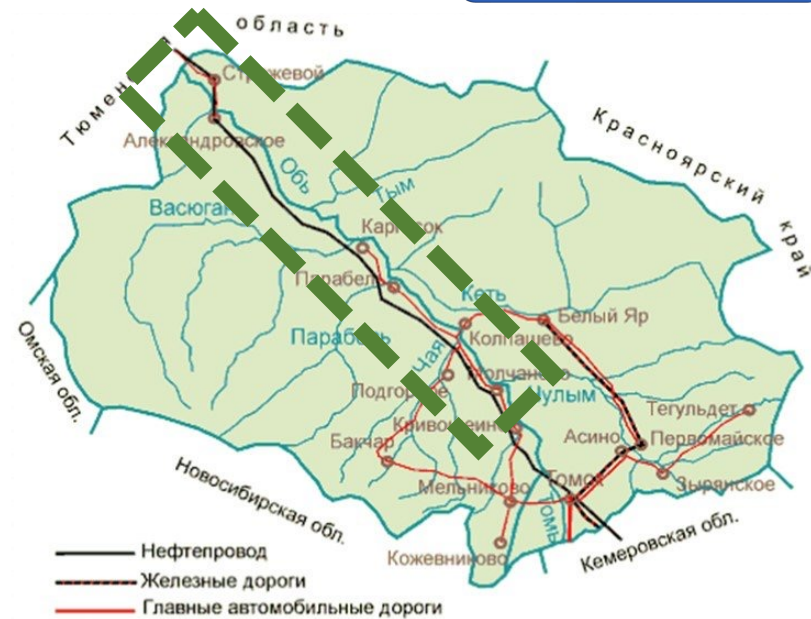 область
Тюмен
Стрежевой
Александровское
Обь
Тым
Красноярский край
Васюган
Каргасок
Парабель
Кеть
Белый Яр
Омская обл.
Парабель
Чая
Колпашево
Подгорное
Молчаново
Чулым
Тегульдет
Кривошеино
Асино
Первомайское
Бакчар
Новосибирская обл.
Мельниково
Томск
Зырянское
Томь
Кожевниково
Кемеровская обл.
Нефтепровод
Железные дороги
Главные автомобильные дороги